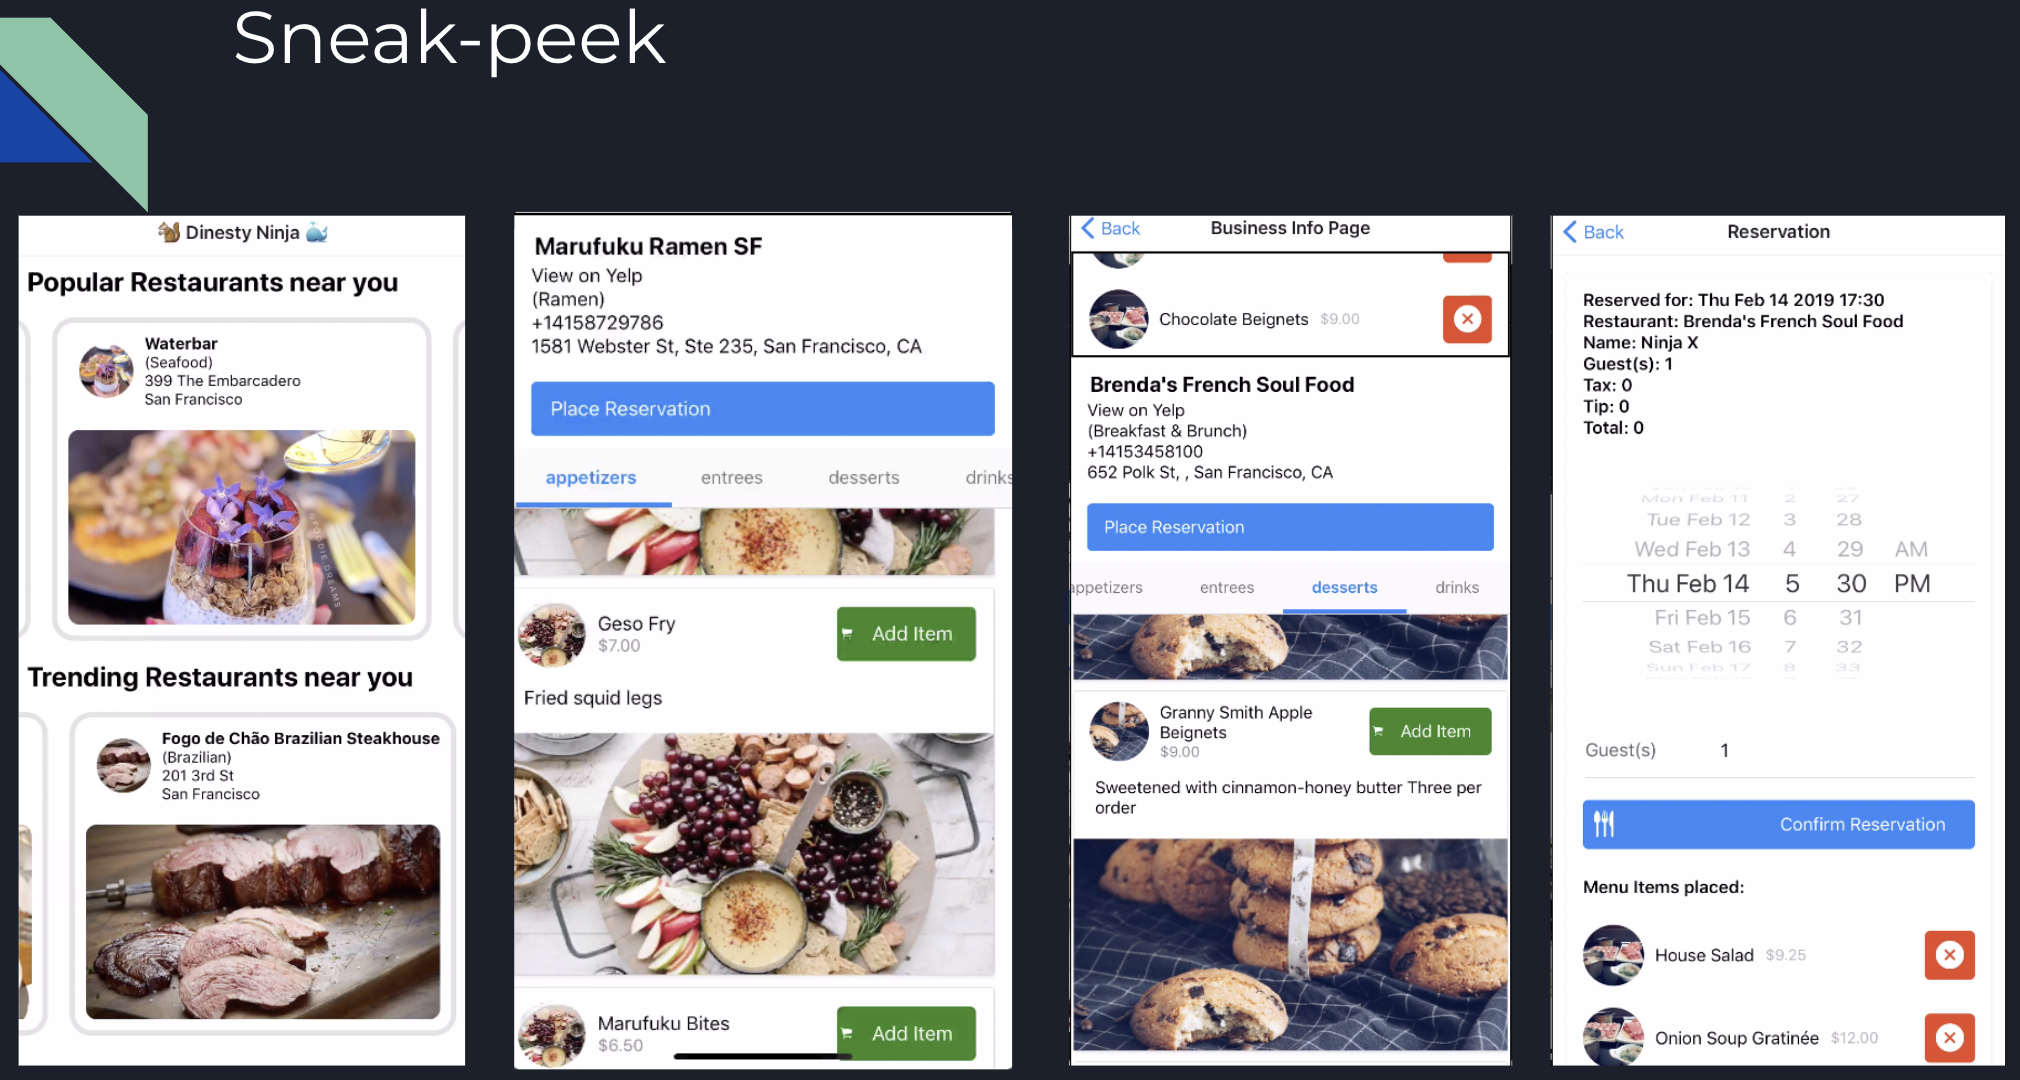 Sneak-peek
🐿️ Dinesty Ninja 🐳
Popular Restaurants near you
Waterbar
(Seafood)
399 The Embarcadero
San Francisco
@FOODIE.DREAMS
Trending Restaurants near you
Fogo de Chão Brazilian Steakhouse
(Brazilian)
201 3rd St
San Francisco
Marufuku Ramen SF
View on Yelp
(Ramen)
+14158729786
1581 Webster St, Ste 235, San Francisco, CA
Place Reservation
appetizers entrees desserts drinks
Geso Fry
$7.00
Add Item
Fried squid legs
Marufuku Bites
$6.50
Add Item
Back Business Info Page
Chocolate Beignets $9.00
Brenda's French Soul Food
View on Yelp
(Breakfast & Brunch)
+14153458100
652 Polk St, , San Francisco, CA
Place Reservation
appetizers entrees desserts drinks
Granny Smith Apple
Beignets
$9.00
Add Item
Sweetened with cinnamon-honey butter Three per
order
Back Reservation
Reserved for: Thu Feb 14 2019 17:30
Restaurant: Brenda's French Soul Food
Name: Ninja X
Guest(s): 1
Tax: 0
Tip: 0
Total: 0
Mon Feb 11 2 27
Tue Feb 12 3 28
Wed Feb 13 4 29 AM
Thu Feb 14 5 30 PM
Fri Feb 15 6 31
Sat Feb 16 7 32
Sun Feb 17 8 33
Guest(s) 1
Confirm Reservation
Menu Items placed:
House Salad $9.25
Onion Soup Gratinée $12.00